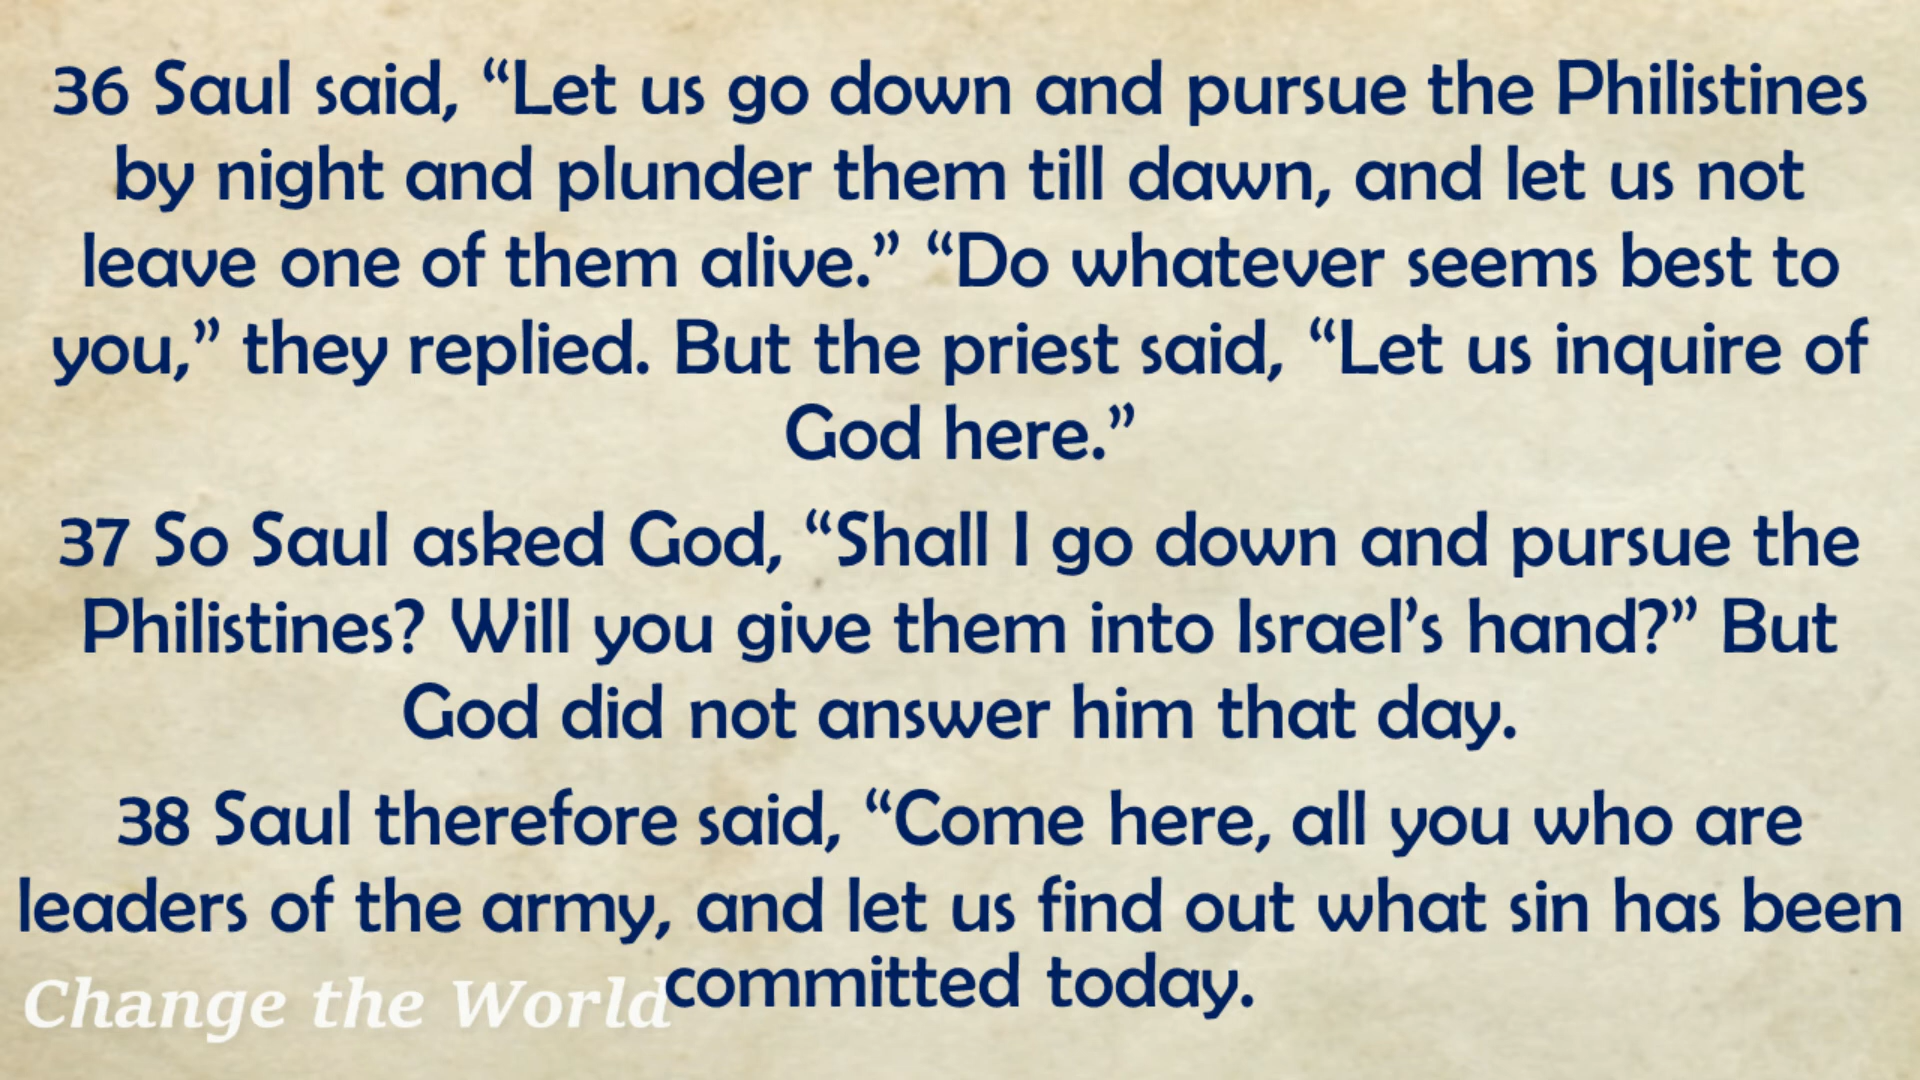 36 Saul said, “Let us go down and pursue the Philistines
by night and plunder them till dawn, and let us not
leave one of them alive.” “Do whatever seems best to
you,” they replied. But the priest said, “Let us inquire of
God here.”
37 So Saul asked God, “Shall I go down and pursue the
Philistines? Will you give them into Israel’s hand?” But
God did not answer him that day.
38 Saul therefore said, “Come here, all you who are
leaders of the army, and let us find out what sin has been
committed today.
Change the World